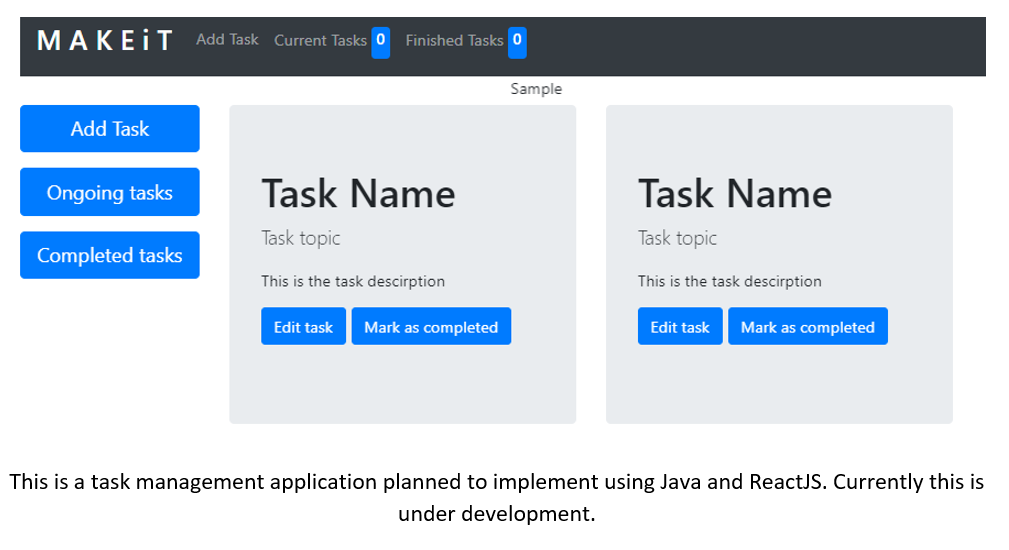 MAKEiT Add Task Current Tasks 0 Finished Tasks 0
Sample
Add Task
Ongoing tasks
Completed tasks
Task Name
Task topic
This is the task descirption
Edit task Mark as completed
Task Name
Task topic
This is the task descirption
Edit task Mark as completed
This is a task management application planned to implement using Java and ReactJS. Currently this is
under development.